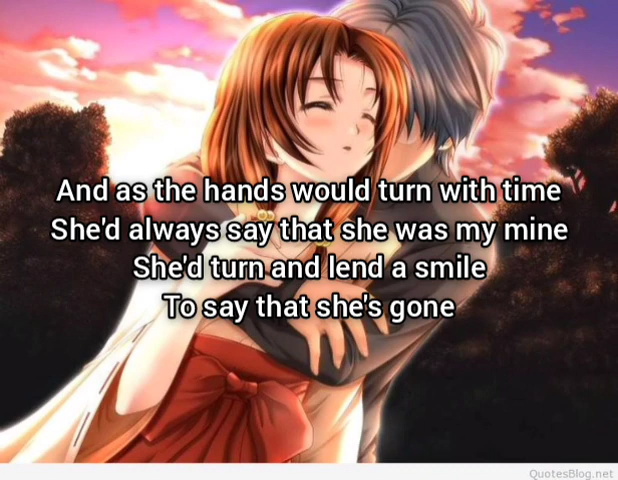 And as the hands would turn with time
She'd always say that she was my mine
She'd turn and lend a smile
To say that she's gone
QuotesBlog.net